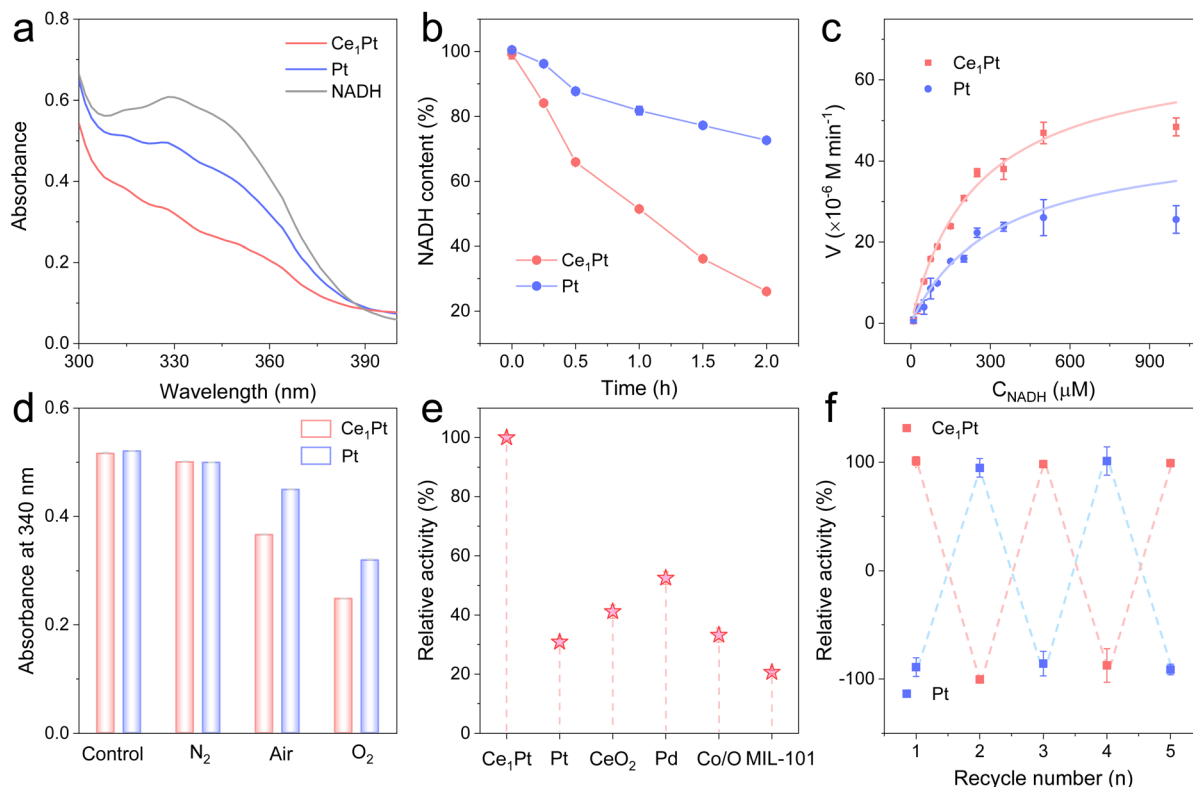 a
Ce₁Pt
Pt
NADH
0.8
0.6
0.4
0.2
0.0
300
330
360
390
Absorbance
Wavelength (nm)
b
100
80
60
40
20
0.0
0.5
1.0
1.5
2.0
NADH content (%)
Time (h)
Ce₁Pt
Pt
c
Ce₁Pt
Pt
60
40
20
0
0
300
600
900
V (×10⁻⁶ M min⁻¹)
C_NADH (μM)
d
Ce₁Pt
Pt
0.6
0.4
0.2
0.0
Control
N₂
Air
O₂
Absorbance at 340 nm
e
100
80
60
40
20
0
Ce₁Pt
Pt
CeO₂
Pd
Co/O
MIL-101
Relative activity (%)
f
Ce₁Pt
100
0
-100
Pt
1
2
3
4
5
Relative activity (%)
Recycle number (n)